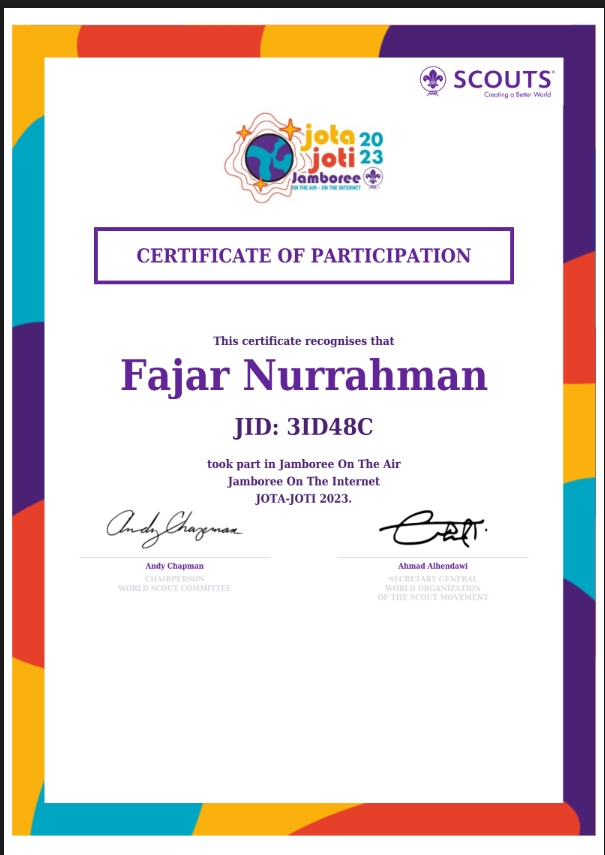 SCOUTS®
Creating a Better World
jota 20
joti 23
Jamboree
ON THE AIR - ON THE INTERNET
CERTIFICATE OF PARTICIPATION
This certificate recognises that
Fajar Nurrahman
JID: 3ID48C
took part in Jamboree On The Air
Jamboree On The Internet
JOTA-JOTI 2023.
Andy Chapman
Andy Chapman
CHAIRPERSON
WORLD SCOUT COMMITTEE
Ahmad Alhendawi
SECRETARY GENERAL
WORLD ORGANIZATION
OF THE SCOUT MOVEMENT